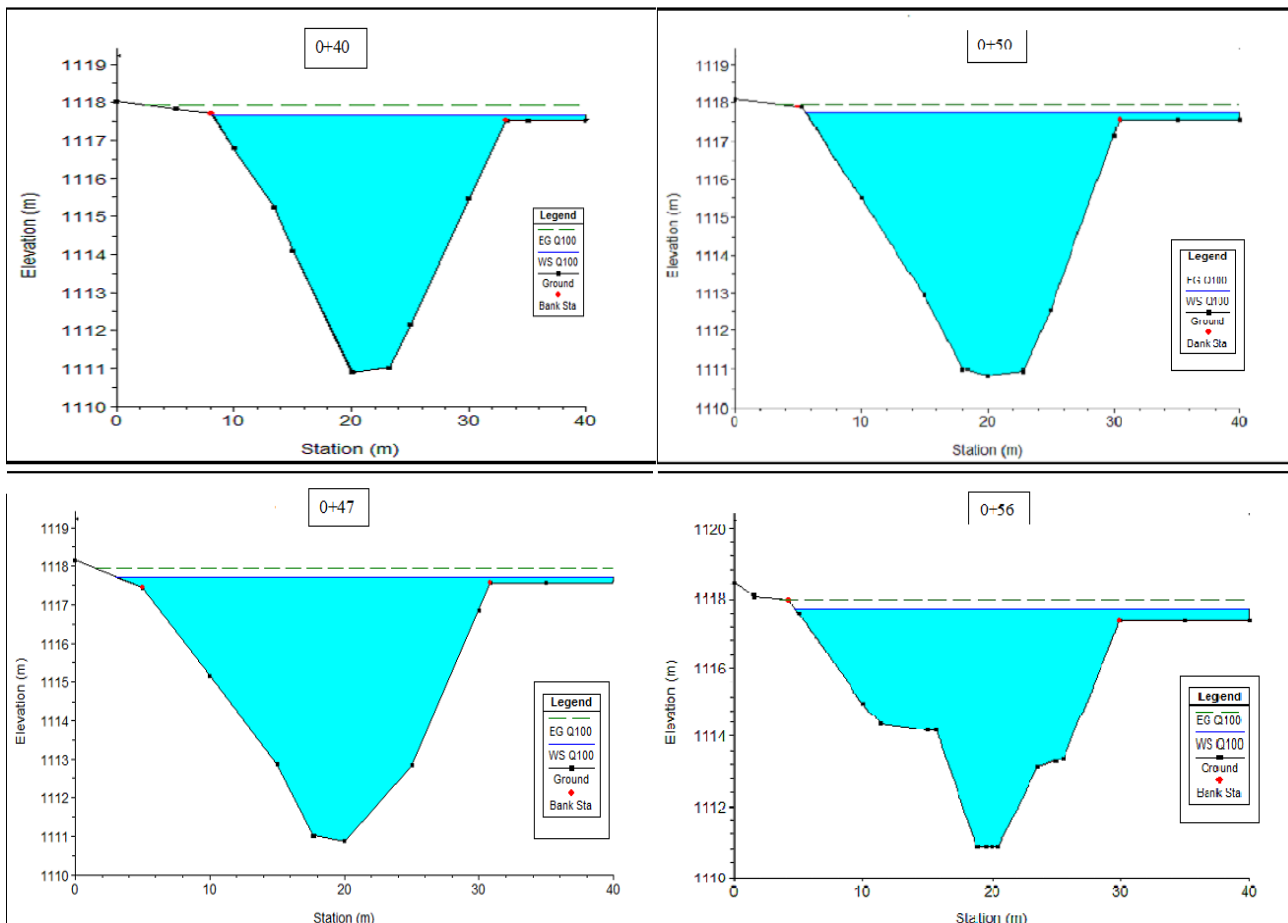 0+40
1119
1118
1117
1116
1115
1114
1113
1112
1111
1110
Elevation (m)
0
10
20
30
40
Station (m)
Legend
EG Q100
WS Q100
Ground
Bank Sta
0+50
1119
1118
1117
1116
1115
1114
1113
1112
1111
1110
Elevation (m)
0
10
20
30
40
Station (m)
Legend
EG Q100
WS Q100
Ground
Bank Sta
0+47
1119
1118
1117
1116
1115
1114
1113
1112
1111
1110
Elevation (m)
0
10
20
30
40
Station (m)
Legend
EG Q100
WS Q100
Ground
Bank Sta
0+56
1120
1118
1116
1114
1112
1110
Elevation (m)
0
10
20
30
40
Station (m)
Legend
EG Q100
WS Q100
Ground
Bank Sta